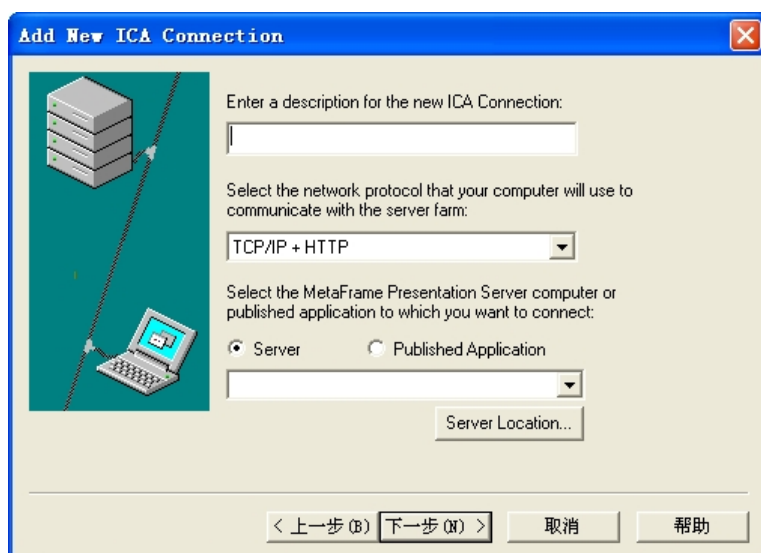 Add New ICA Connection
Enter a description for the new ICA Connection:
Select the network protocol that your computer will use to
communicate with the server farm:
TCP/IP + HTTP
Select the MetaFrame Presentation Server computer or
published application to which you want to connect:
Server Published Application
Server Location...
< 上一步(B) 下一步(N) > 取消 帮助